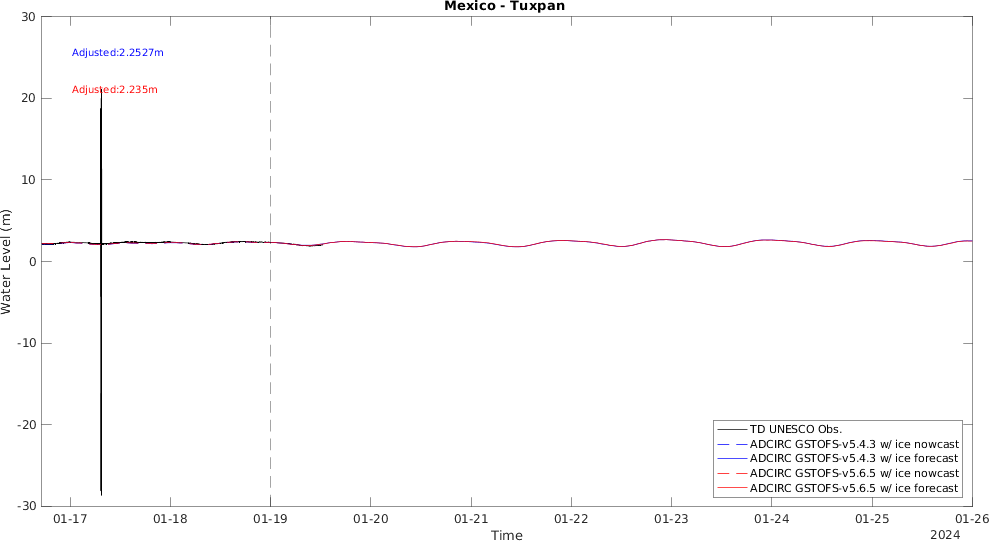 Mexico - Tuxpan
30
20
10
0
-10
-20
-30
Water Level (m)
Adjusted:2.2527m
Adjusted:2.235m
TD UNESCO Obs.
ADCIRC GSTOFS-v5.4.3 w/ ice nowcast
ADCIRC GSTOFS-v5.4.3 w/ ice forecast
ADCIRC GSTOFS-v5.6.5 w/ ice nowcast
ADCIRC GSTOFS-v5.6.5 w/ ice forecast
01-17 01-18 01-19 01-20 01-21 01-22 01-23 01-24 01-25 01-26
Time
2024